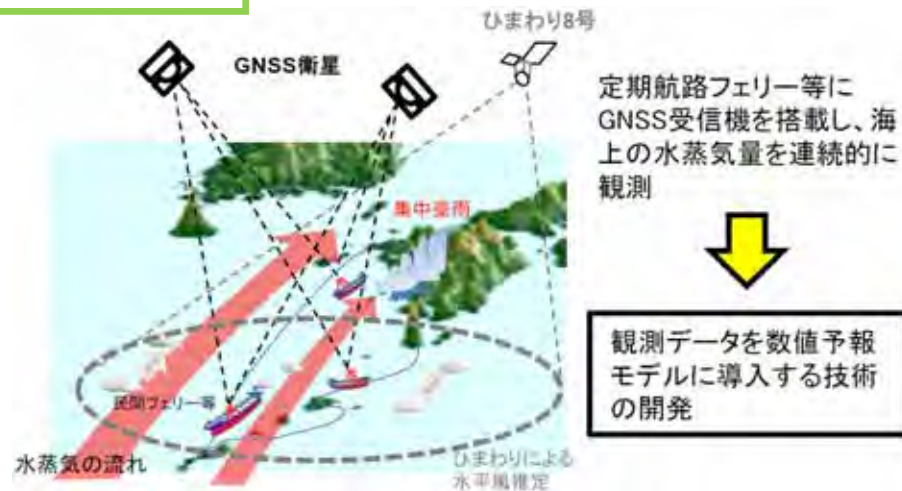 ひまわり8号
GNSS衛星
定期航路フェリー等に
GNSS受信機を搭載し、海
上の水蒸気量を連続的に
観測
集中豪雨
観測データを数値予報
モデルに導入する技術
の開発
民間フェリー等
水蒸気の流れ
ひまわりによる
水平風推定